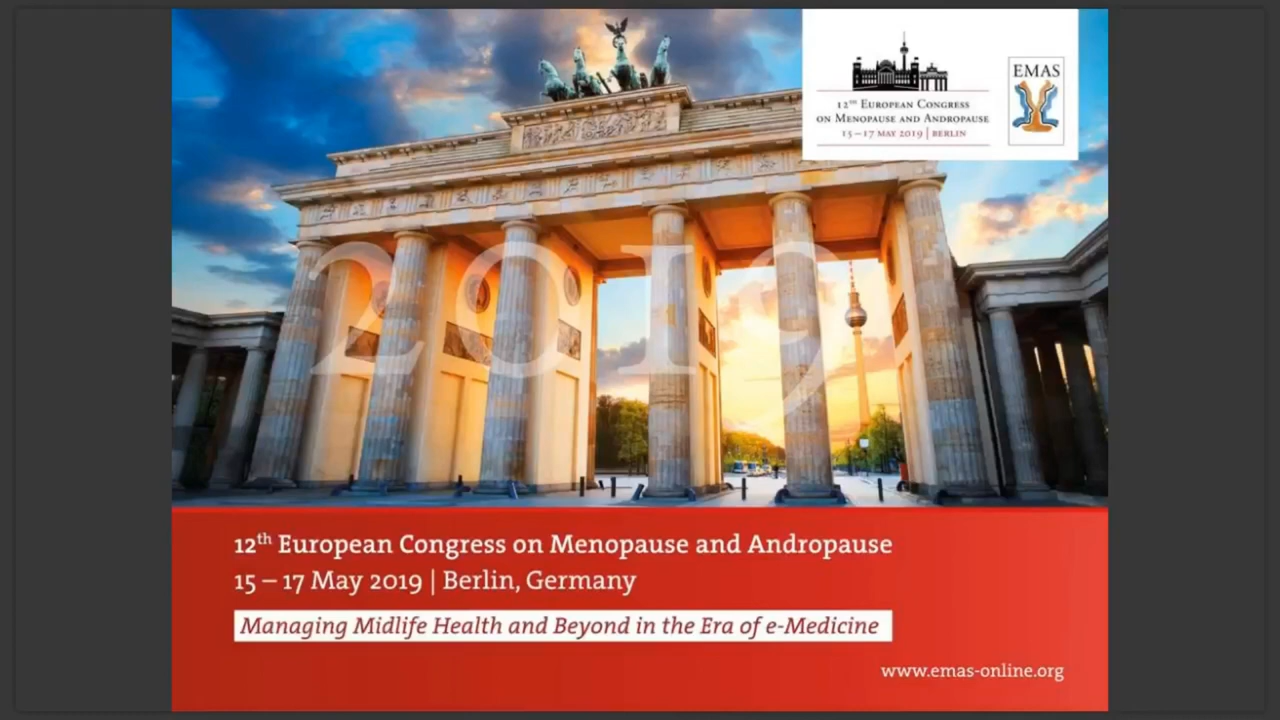 12TH EUROPEAN CONGRESS
ON MENOPAUSE AND ANDROPAUSE
15–17 MAY 2019 | BERLIN
EMAS
2019
12th European Congress on Menopause and Andropause
15 – 17 May 2019 | Berlin, Germany
Managing Midlife Health and Beyond in the Era of e-Medicine
www.emas-online.org